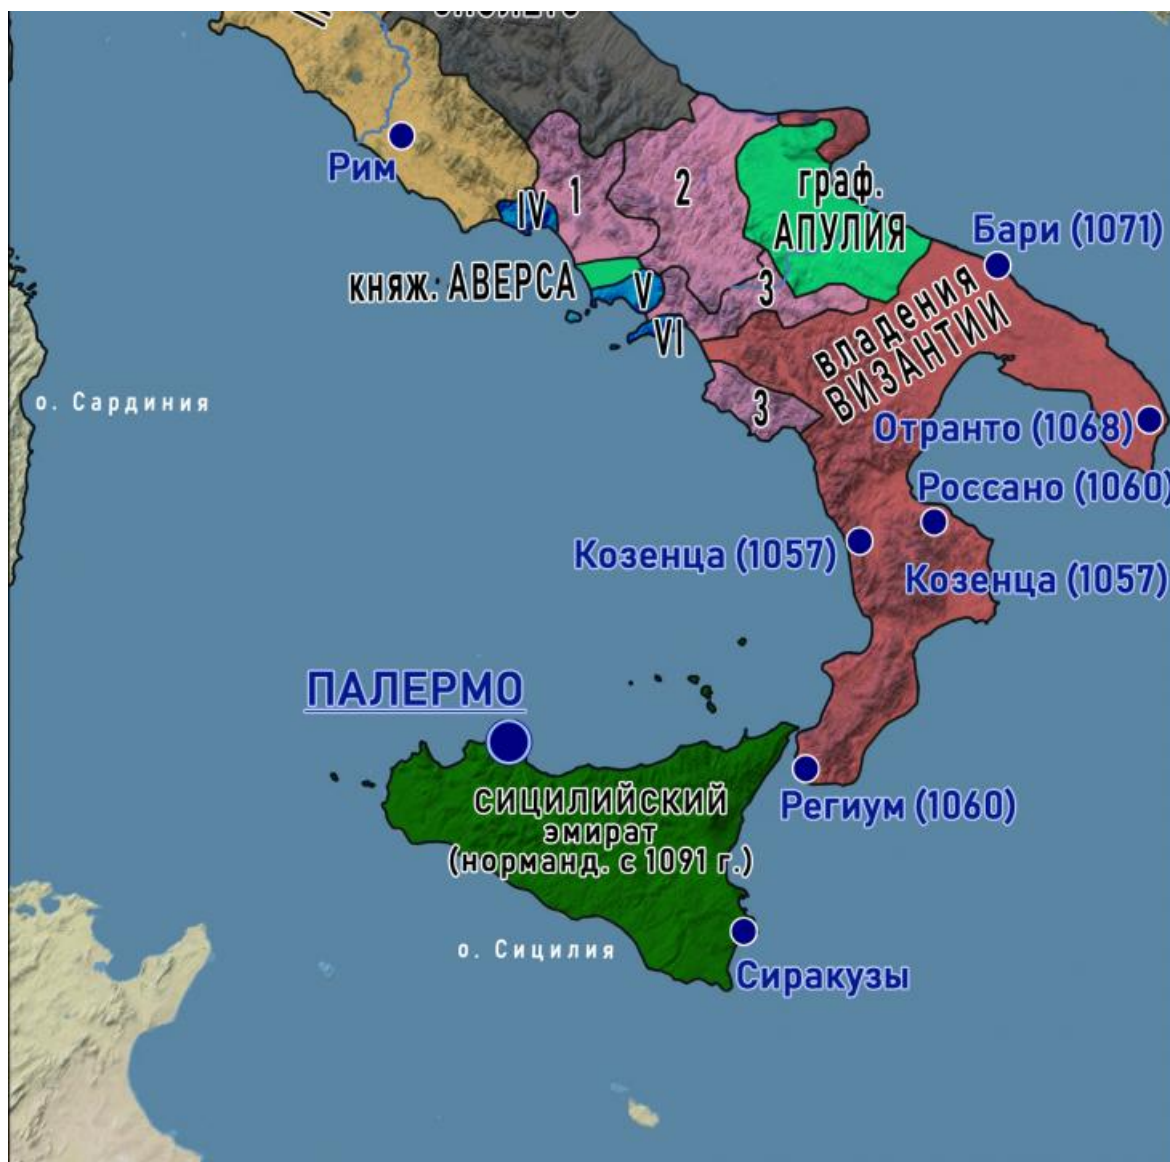 СПОЛЕТО
Рим
IV
1
2
граф.
АПУЛИЯ
Бари (1071)
княж. АВЕРСА
V
3
VI
владения
ВИЗАНТИИ
о. Сардиния
3
Отранто (1068)
Россано (1060)
Козенца (1057)
Козенца (1057)
ПАЛЕРМО
СИЦИЛИЙСКИЙ
эмират
(норманд. с 1091 г.)
Региум (1060)
о. Сицилия
Сиракузы